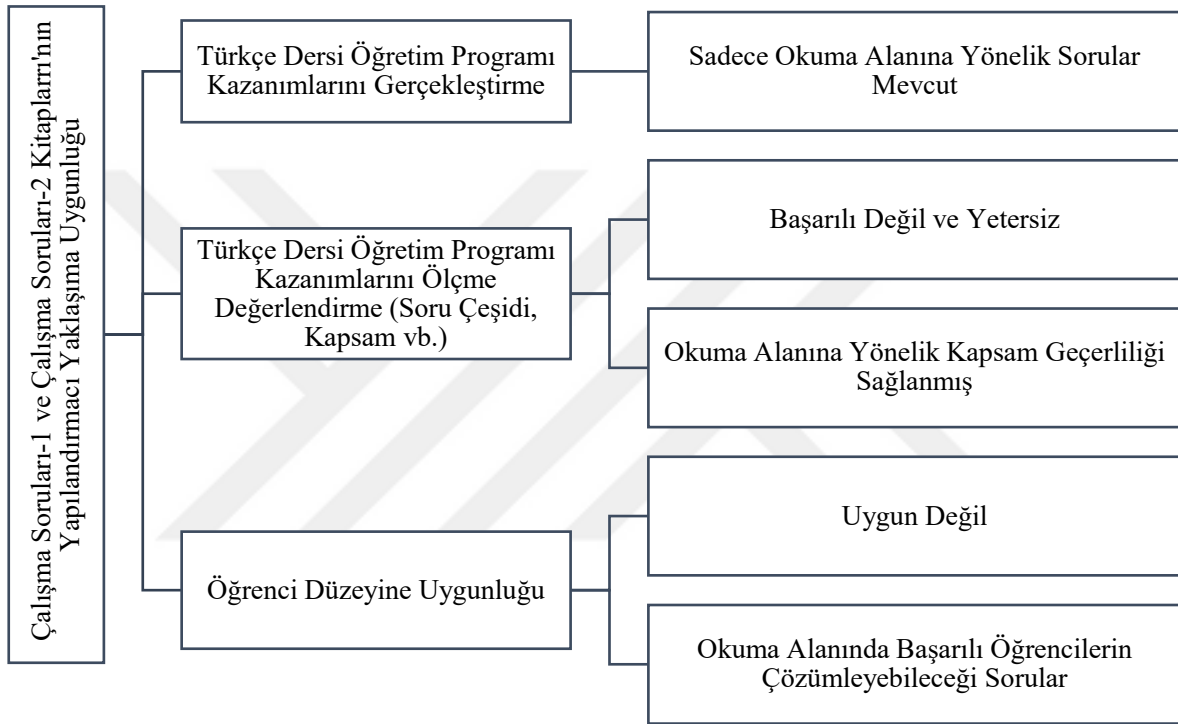 Çalışma Soruları-1 ve Çalışma Soruları-2 Kitapları'nın
Yapılandırmacı Yaklaşıma Uygunluğu
Türkçe Dersi Öğretim Programı
Kazanımlarını Gerçekleştirme
Sadece Okuma Alanına Yönelik Sorular
Mevcut
Türkçe Dersi Öğretim Programı
Kazanımlarını Ölçme
Değerlendirme (Soru Çeşidi,
Kapsam vb.)
Başarılı Değil ve Yetersiz
Okuma Alanına Yönelik Kapsam Geçerliliği
Sağlanmış
Öğrenci Düzeyine Uygunluğu
Uygun Değil
Okuma Alanında Başarılı Öğrencilerin
Çözümleyebileceği Sorular